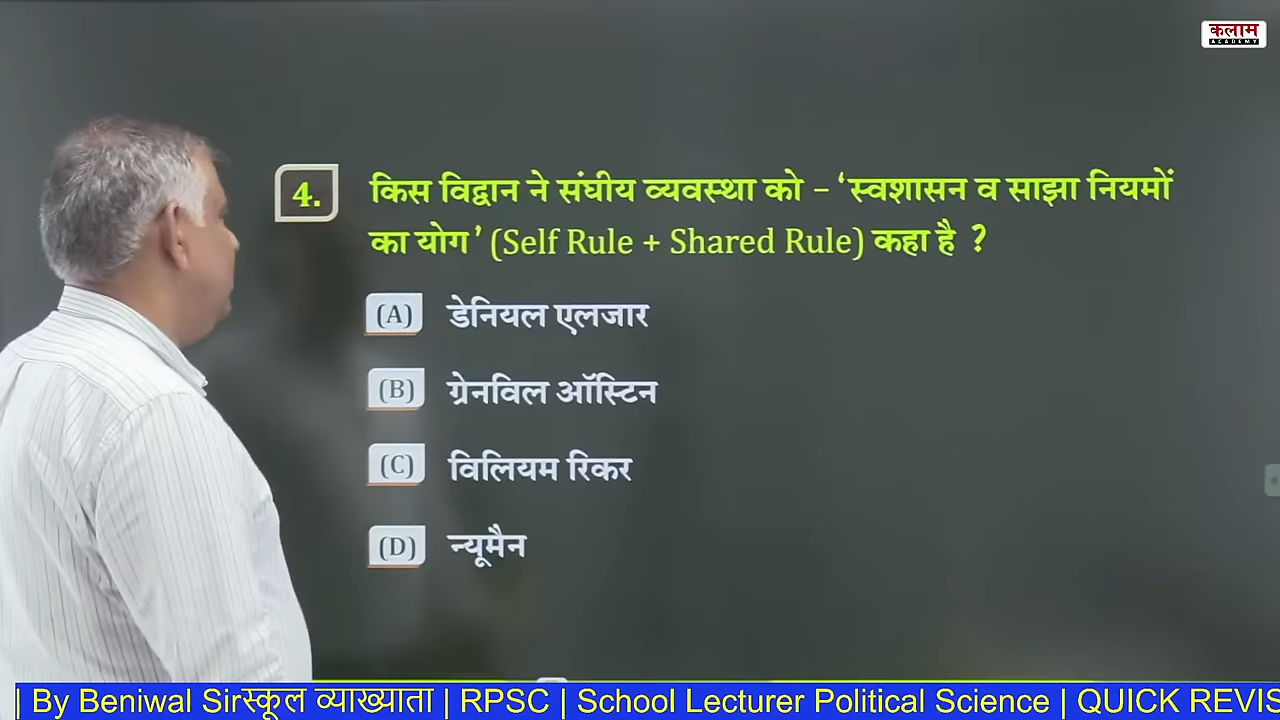 कलाम
ACADEMY
4. किस विद्वान ने संघीय व्यवस्था को – ‘स्वशासन व साझा नियमों
का योग’ (Self Rule + Shared Rule) कहा है ?
(A) डेनियल एलजार
(B) ग्रेनविल ऑस्टिन
(C) विलियम रिकर
(D) न्यूमैन
| By Beniwal Sirस्कूल व्याख्याता | RPSC | School Lecturer Political Science | QUICK REVIS